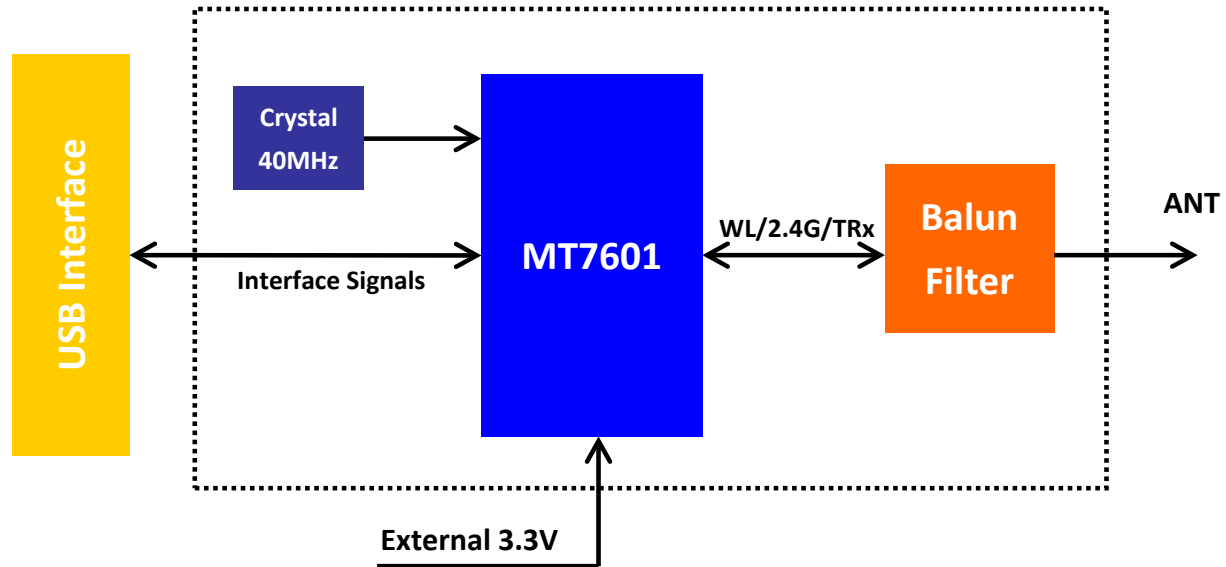 USB Interface
Crystal
40MHz
Interface Signals
MT7601
WL/2.4G/TRx
Balun
Filter
ANT
External 3.3V